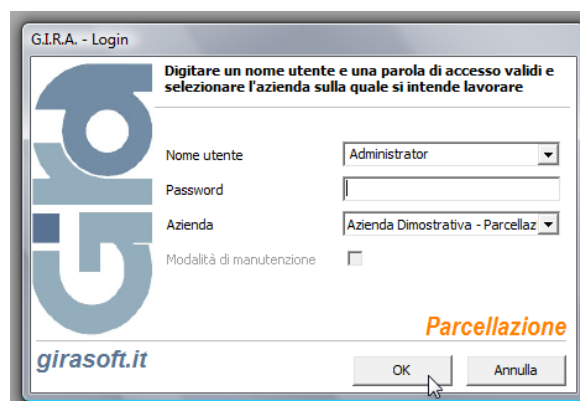 G.I.R.A. - Login
Digitare un nome utente e una parola di accesso validi e
selezionare l'azienda sulla quale si intende lavorare
Nome utente
Administrator
Password
Azienda
Azienda Dimostrativa - Parcellaz
Modalità di manutenzione
Gira
Parcellazione
girasoft.it
OK
Annulla